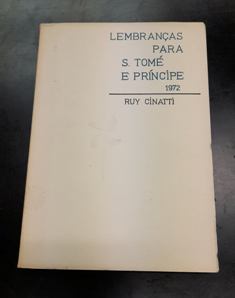 LEMBRANÇAS
PARA
S. TOMÉ
E PRÍNCIPE
1972
RUY CINATTI